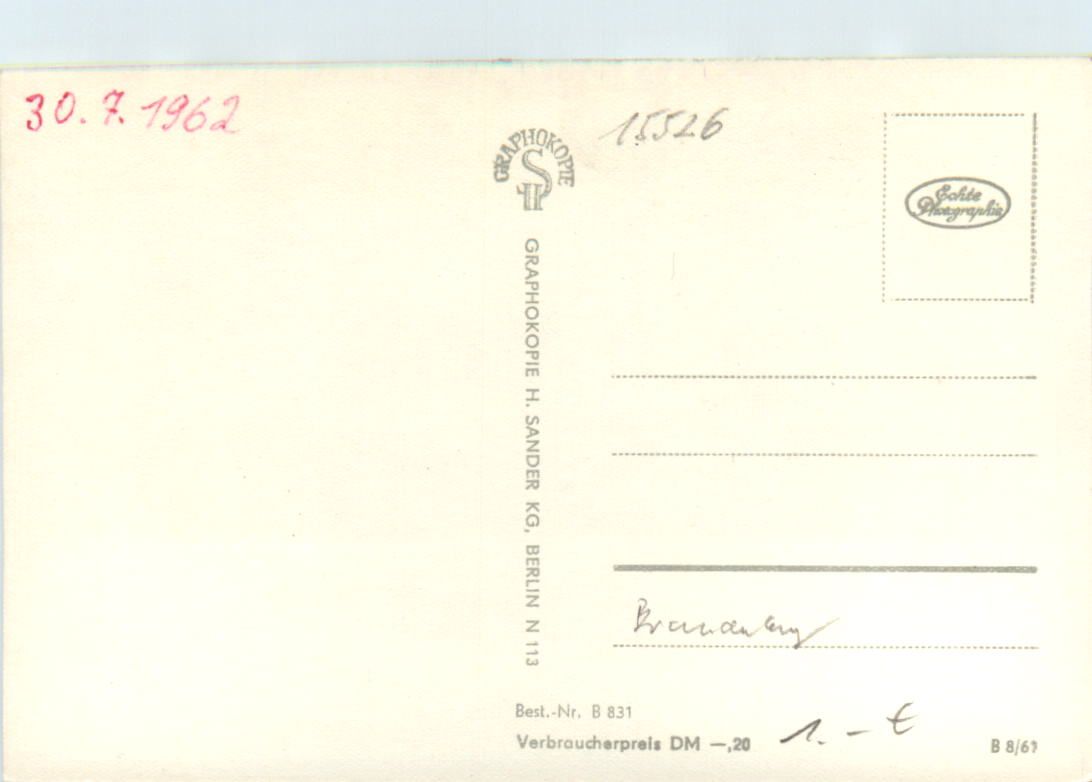 30. 7. 1962
15526
GRAPHOKOPIE
Echte
Photographie
GRAPHOKOPIE H. SANDER KG, BERLIN N 113
Brandenburg
Best.-Nr. B 831
Verbraucherpreis DM —,20
1. – €
B 8/61